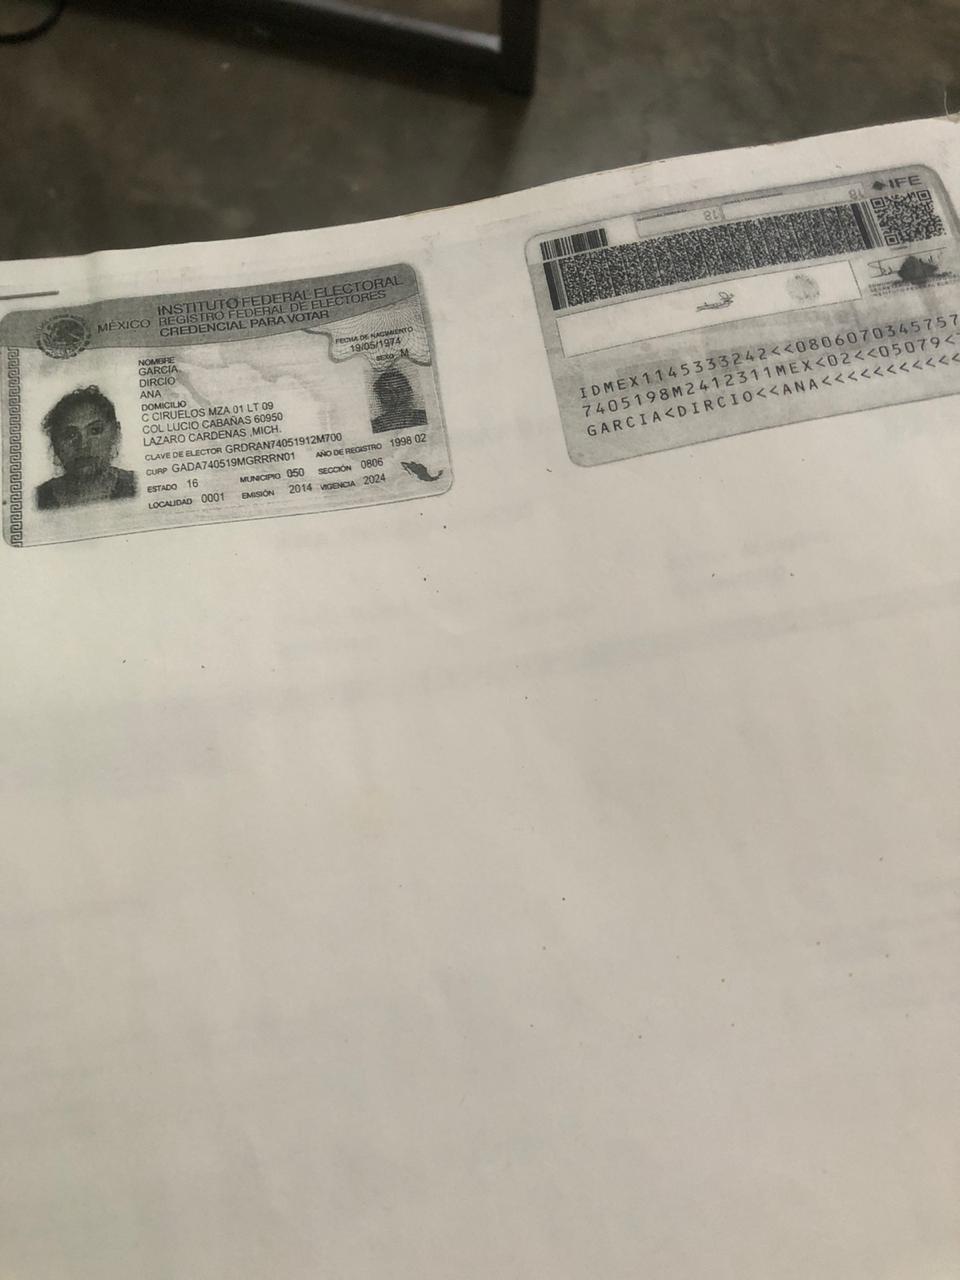 INSTITUTO FEDERAL ELECTORAL
MÉXICO REGISTRO FEDERAL DE ELECTORES
CREDENCIAL PARA VOTAR
FECHA DE NACIMIENTO
19/05/1974
SEXO M
NOMBRE
GARCIA
DIRCIO
ANA
DOMICILIO
C CIRUELOS MZA 01 LT 09
COL LUCIO CABAÑAS 60950
LAZARO CARDENAS ,MICH.
CLAVE DE ELECTOR GRDRAN74051912M700
CURP GADA740519MGRRRN01 AÑO DE REGISTRO 1998 02
ESTADO 16 MUNICIPIO 050 SECCIÓN 0806
LOCALIDAD 0001 EMISIÓN 2014 VIGENCIA 2024
IFE
18
18
IDMEX1145333242<<0806070345757
7405198M2412311MEX<02<<05079<
GARCIA<DIRCIO<<ANA<<<<<<<<<<<